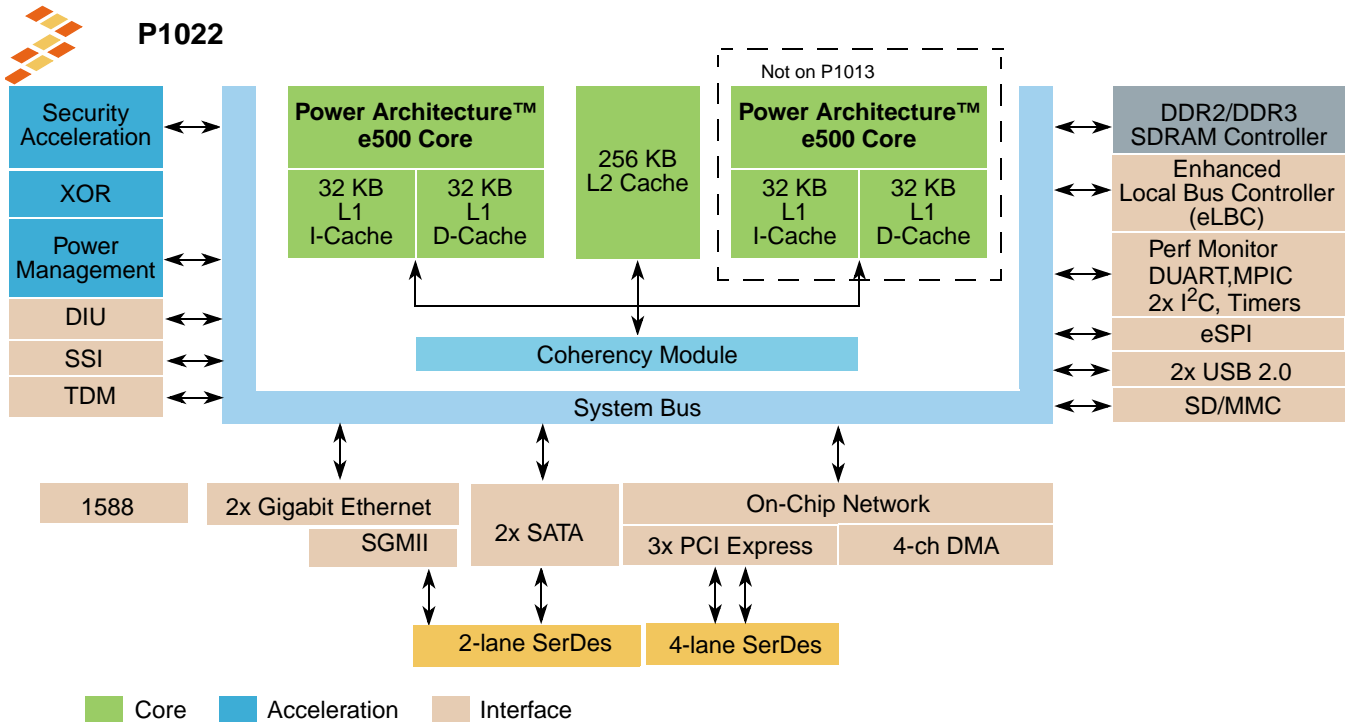 P1022
Not on P1013
Security
Acceleration
XOR
Power
Management
DIU
SSI
TDM
Power Architecture™
e500 Core
32 KB
L1
I-Cache
32 KB
L1
D-Cache
256 KB
L2 Cache
Power Architecture™
e500 Core
32 KB
L1
I-Cache
32 KB
L1
D-Cache
Coherency Module
System Bus
DDR2/DDR3
SDRAM Controller
Enhanced
Local Bus Controller
(eLBC)
Perf Monitor
DUART,MPIC
2x I²C, Timers
eSPI
2x USB 2.0
SD/MMC
1588
2x Gigabit Ethernet
SGMII
2x SATA
On-Chip Network
3x PCI Express
4-ch DMA
2-lane SerDes
4-lane SerDes
Core
Acceleration
Interface